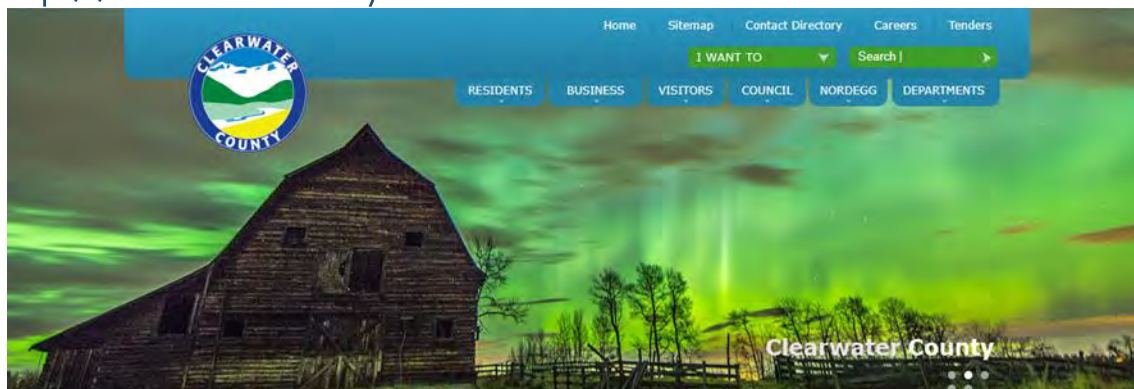 Home Sitemap Contact Directory Careers Tenders
I WANT TO Search
CLEARWATER
COUNTY
RESIDENTS BUSINESS VISITORS COUNCIL NORDEGG DEPARTMENTS
Clearwater County